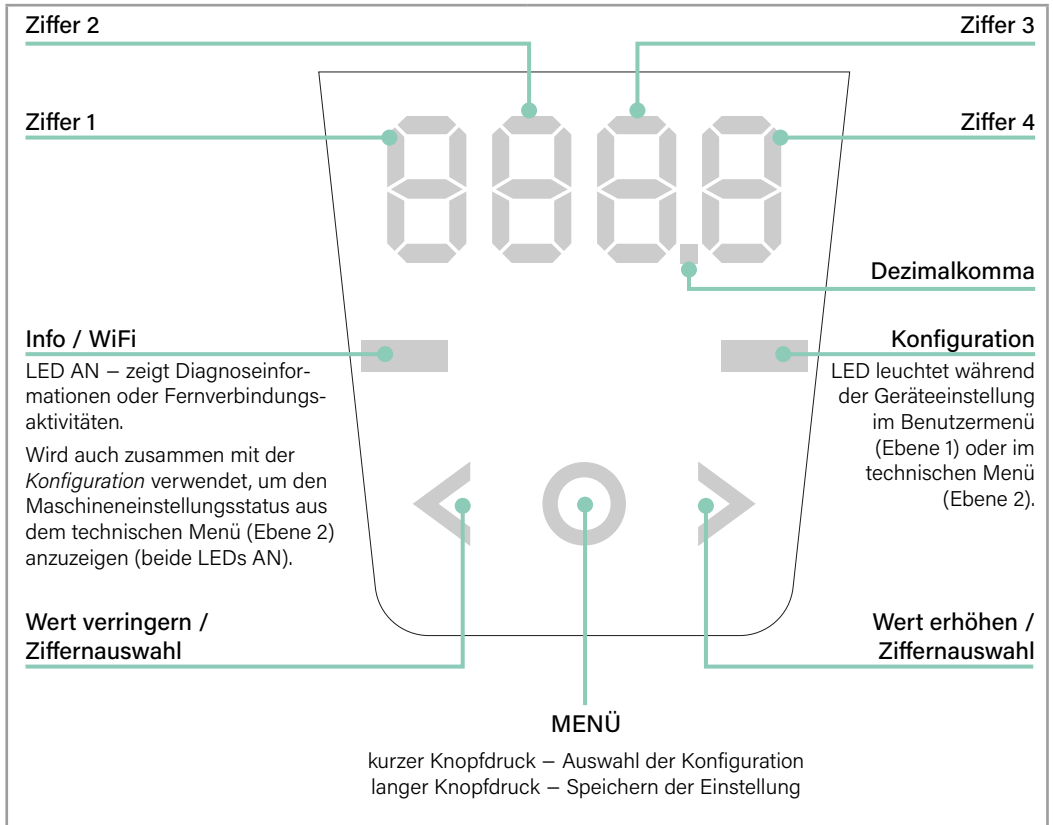 Ziffer 2
Ziffer 3
Ziffer 1
Ziffer 4
Dezimalkomma
Info / WiFi
LED AN – zeigt Diagnoseinfor-
mationen oder Fernverbindungs-
aktivitäten.
Wird auch zusammen mit der
Konfiguration verwendet, um den
Maschineneinstellungsstatus aus
dem technischen Menü (Ebene 2)
anzuzeigen (beide LEDs AN).
Konfiguration
LED leuchtet während
der Geräteeinstellung
im Benutzermenü
(Ebene 1) oder im
technischen Menü
(Ebene 2).
Wert verringern /
Ziffernauswahl
Wert erhöhen /
Ziffernauswahl
MENÜ
kurzer Knopfdruck – Auswahl der Konfiguration
langer Knopfdruck – Speichern der Einstellung